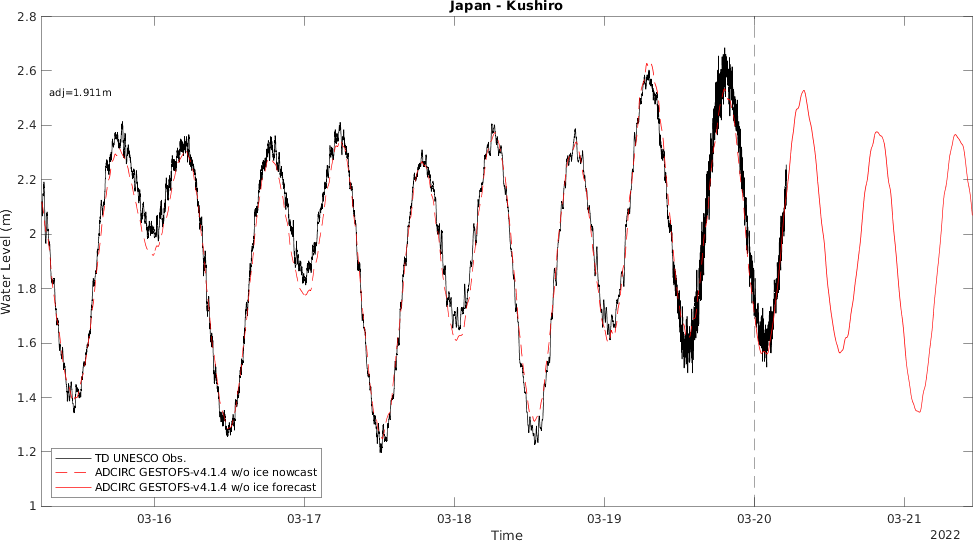 Japan - Kushiro
2.8
2.6
adj=1.911m
2.4
2.2
2
1.8
1.6
1.4
1.2
1
Water Level (m)
TD UNESCO Obs.
ADCIRC GESTOFS-v4.1.4 w/o ice nowcast
ADCIRC GESTOFS-v4.1.4 w/o ice forecast
03-16 03-17 03-18 03-19 03-20 03-21
Time
2022